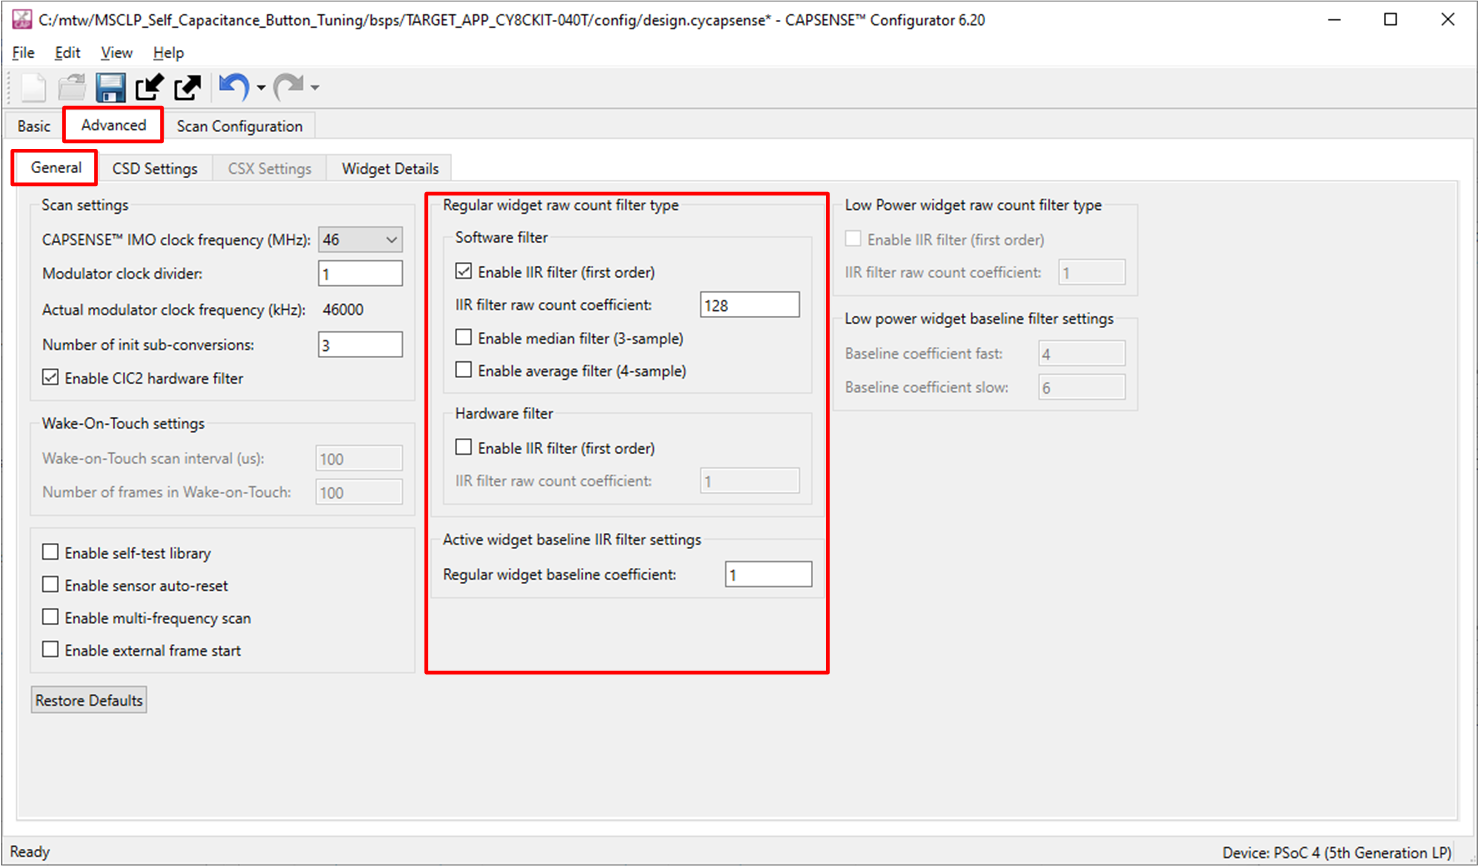 C:/mtw/MSCLP_Self_Capacitance_Button_Tuning/bsps/TARGET_APP_CY8CKIT-040T/config/design.cycapsense* - CAPSENSE™ Configurator 6.20
File Edit View Help
Basic Advanced Scan Configuration
General CSD Settings CSX Settings Widget Details
Scan settings
CAPSENSE™ IMO clock frequency (MHz): 46
Modulator clock divider: 1
Actual modulator clock frequency (kHz): 46000
Number of init sub-conversions: 3
Enable CIC2 hardware filter
Wake-On-Touch settings
Wake-on-Touch scan interval (us): 100
Number of frames in Wake-on-Touch: 100
Enable self-test library
Enable sensor auto-reset
Enable multi-frequency scan
Enable external frame start
Restore Defaults
Regular widget raw count filter type
Software filter
Enable IIR filter (first order)
IIR filter raw count coefficient: 128
Enable median filter (3-sample)
Enable average filter (4-sample)
Hardware filter
Enable IIR filter (first order)
IIR filter raw count coefficient: 1
Active widget baseline IIR filter settings
Regular widget baseline coefficient: 1
Low Power widget raw count filter type
Enable IIR filter (first order)
IIR filter raw count coefficient: 1
Low power widget baseline filter settings
Baseline coefficient fast: 4
Baseline coefficient slow: 6
Ready
Device: PSoC 4 (5th Generation LP)